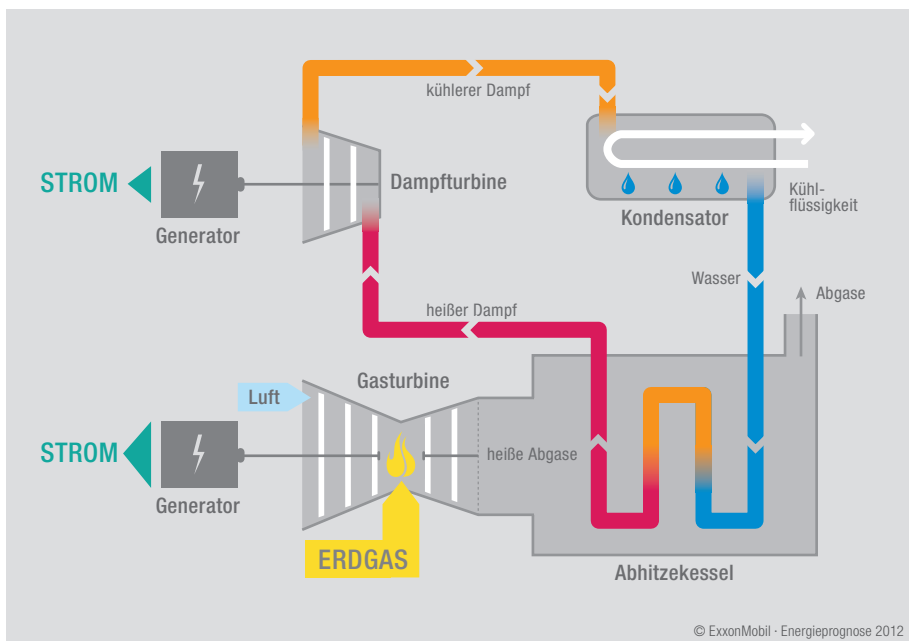 kühlerer Dampf
STROM
Dampfturbine
Generator
Kondensator
Kühl-
flüssigkeit
Wasser
Abgase
heißer Dampf
Gasturbine
Luft
STROM
heiße Abgase
Generator
ERDGAS
Abhitzekessel
© ExxonMobil · Energieprognose 2012